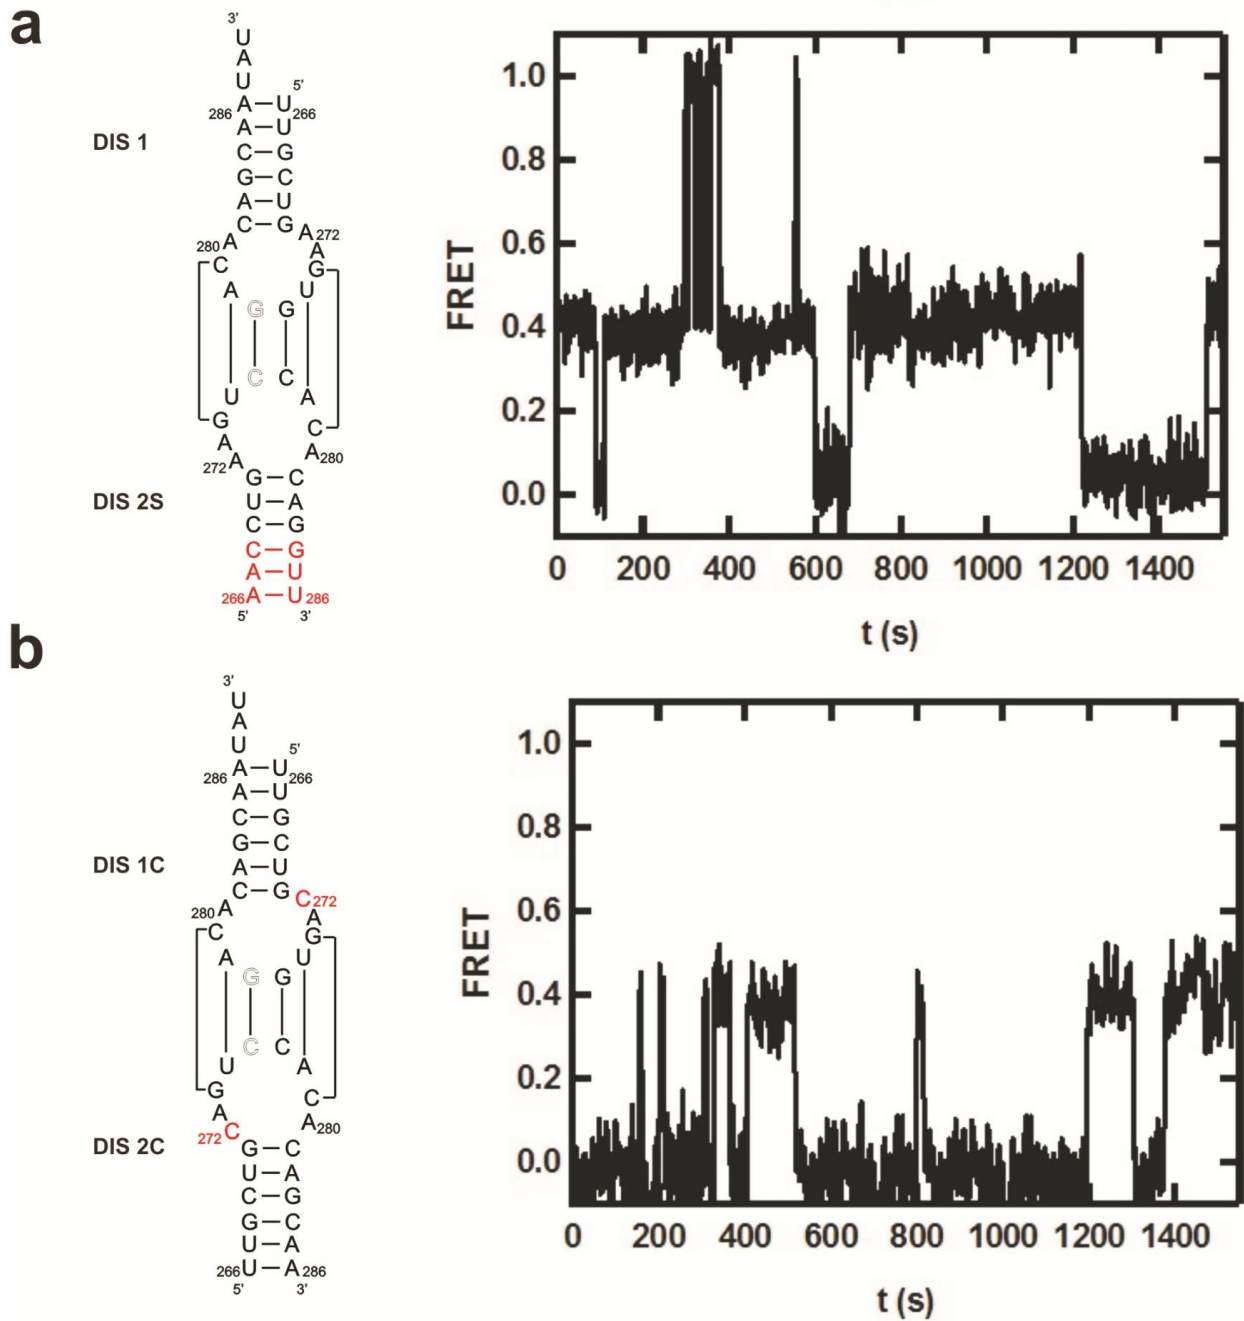 a
3'
U
A
U
5'
286 A–U 266
A–U
DIS 1
C–G
G–C
A–U
C–G
A A 272
280 A
C G
A U
G G
C C
U A
G C
A A 280
272 A
G–C
DIS 2S
U–A
C–G
C–G
A–U
266 A–U 286
5' 3'
FRET
1.0
0.8
0.6
0.4
0.2
0.0
0 200 400 600 800 1000 1200 1400
t (s)
b
3'
U
A
U
5'
286 A–U 266
A–U
C–G
G–C
DIS 1C
A–U
C–G
C 272
280 A A
C G
A U
G G
C C
U A
G C
A A 280
272 C
DIS 2C
G–C
U–A
C–G
G–C
U–A
266 U–A 286
5' 3'
FRET
1.0
0.8
0.6
0.4
0.2
0.0
0 200 400 600 800 1000 1200 1400
t (s)